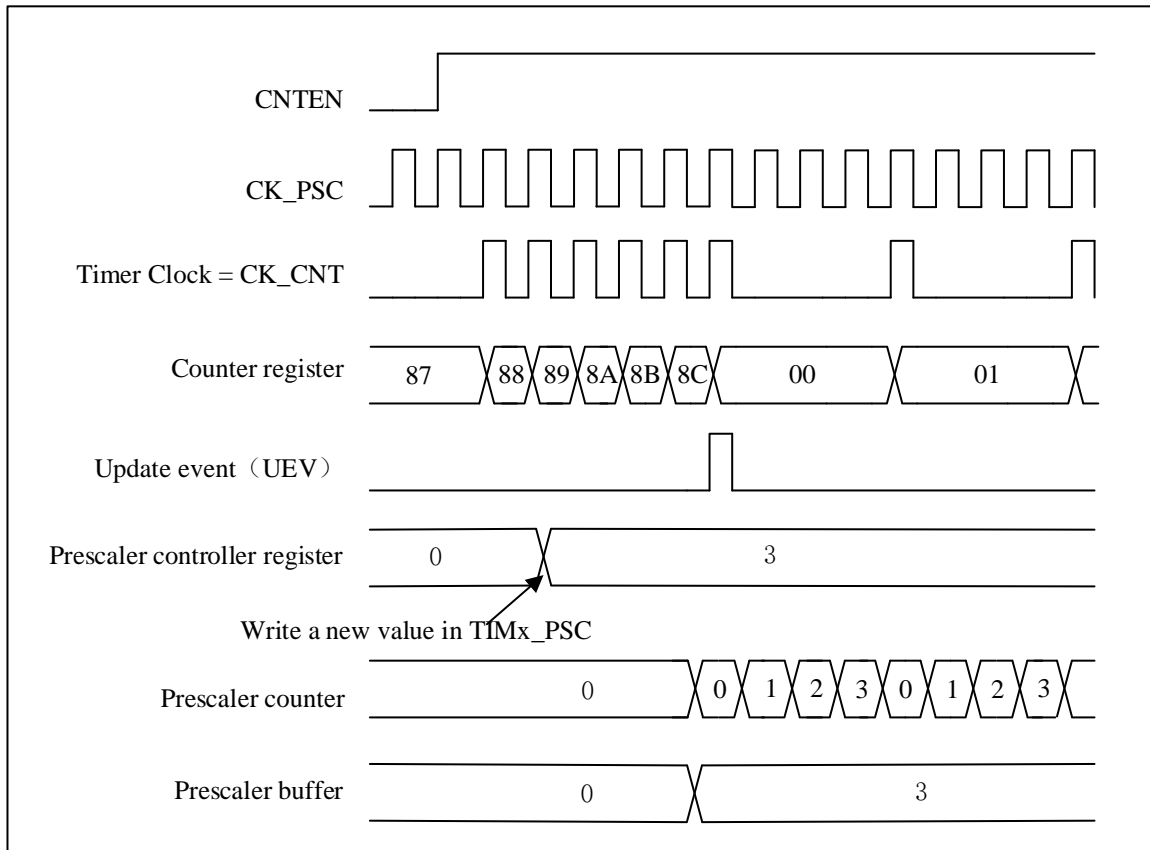 CNTEN
CK_PSC
Timer Clock = CK_CNT
Counter register
87 88 89 8A 8B 8C 00 01
Update event（UEV）
Prescaler controller register
0 3
Write a new value in TIMx_PSC
Prescaler counter
0 0 1 2 3 0 1 2 3
Prescaler buffer
0 3